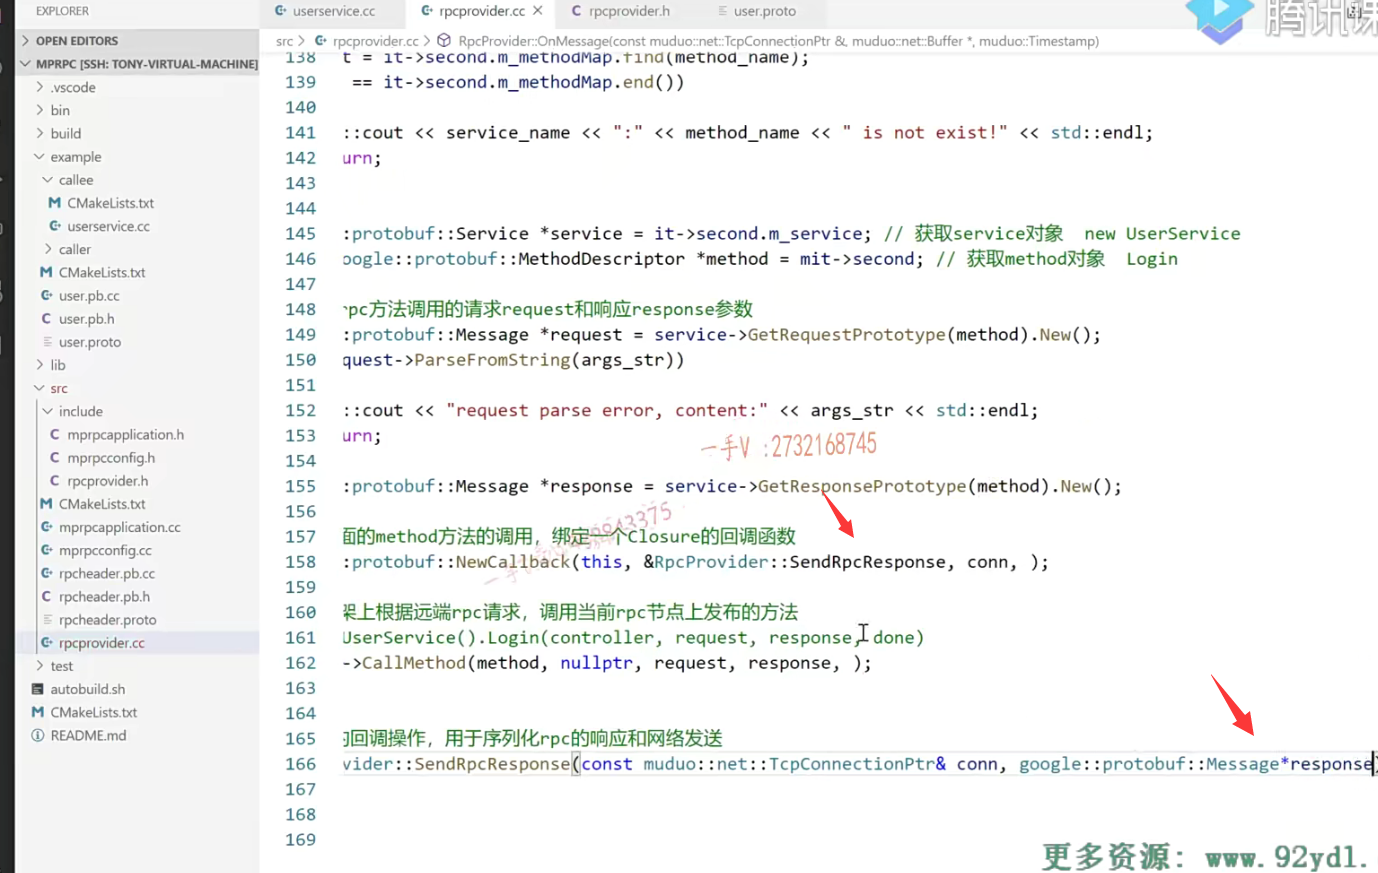 EXPLORER
userservice.cc
rpcprovider.cc
rpcprovider.h
user.proto
腾讯课
OPEN EDITORS
MPRPC [SSH: TONY-VIRTUAL-MACHINE]
.vscode
bin
build
example
callee
CMakeLists.txt
userservice.cc
caller
CMakeLists.txt
user.pb.cc
user.pb.h
user.proto
lib
src
include
mprpcapplication.h
mprpcconfig.h
rpcprovider.h
CMakeLists.txt
mprpcapplication.cc
mprpcconfig.cc
rpcheader.pb.cc
rpcheader.pb.h
rpcheader.proto
rpcprovider.cc
test
autobuild.sh
CMakeLists.txt
README.md
src > rpcprovider.cc > RpcProvider::OnMessage(const muduo::net::TcpConnectionPtr &, muduo::net::Buffer *, muduo::Timestamp)
138 t = it->second.m_methodMap.find(method_name);
139 == it->second.m_methodMap.end())
140
141 ::cout << service_name << ":" << method_name << " is not exist!" << std::endl;
142 urn;
143
144
145 :protobuf::Service *service = it->second.m_service; // 获取service对象 new UserService
146 oogle::protobuf::MethodDescriptor *method = mit->second; // 获取method对象 Login
147
148 rpc方法调用的请求request和响应response参数
149 :protobuf::Message *request = service->GetRequestPrototype(method).New();
150 quest->ParseFromString(args_str))
151
152 ::cout << "request parse error, content:" << args_str << std::endl;
153 urn;
一手V :2732168745
154
155 :protobuf::Message *response = service->GetResponsePrototype(method).New();
156
157 面的method方法的调用，绑定一个Closure的回调函数
158 :protobuf::NewCallback(this, &RpcProvider::SendRpcResponse, conn, );
159
160 架上根据远端rpc请求，调用当前rpc节点上发布的方法
161 UserService().Login(controller, request, response, done)
162 ->CallMethod(method, nullptr, request, response, );
163
164
165 的回调操作，用于序列化rpc的响应和网络发送
166 vider::SendRpcResponse(const muduo::net::TcpConnectionPtr& conn, google::protobuf::Message*response)
167
168
169
更多资源: www.92ydl.